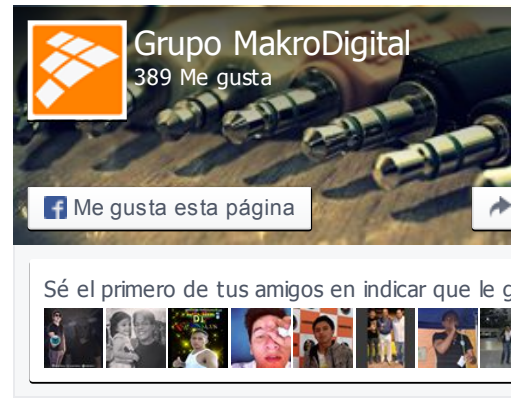 Grupo MakroDigital
389 Me gusta
Me gusta esta página
Sé el primero de tus amigos en indicar que le g
DJ